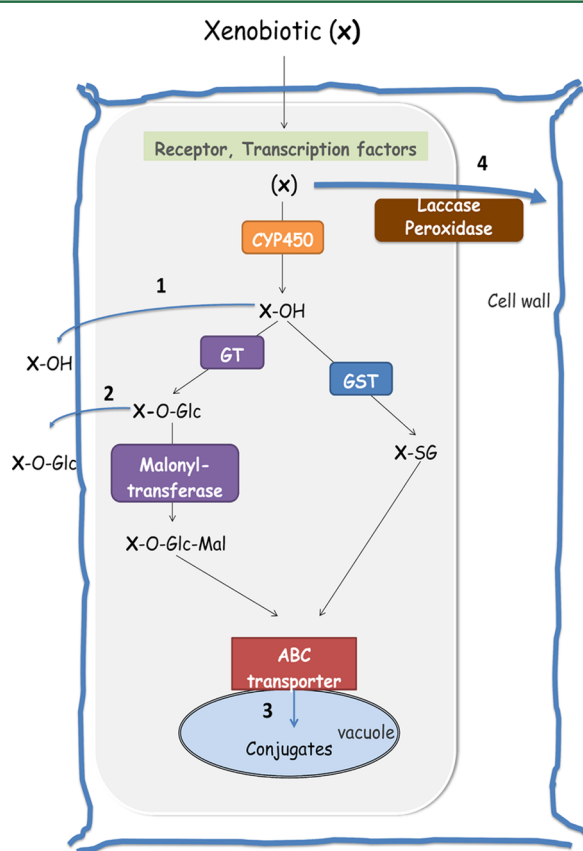 Xenobiotic (x)
Receptor, Transcription factors
(x)
4
Laccase
Peroxidase
CYP450
Cell wall
1
X-OH
X-OH
GT
GST
2
X-O-Glc
X-O-Glc
X-SG
Malonyl-
transferase
X-O-Glc-Mal
ABC
transporter
3
vacuole
Conjugates